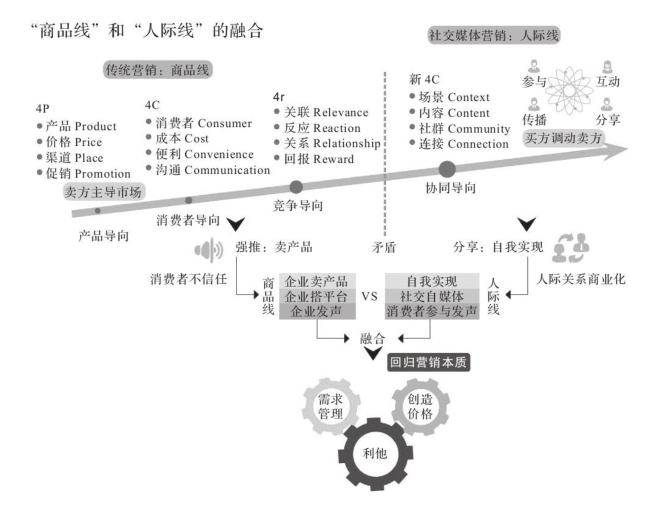 “商品线”和“人际线”的融合
社交媒体营销：人际线
传统营销：商品线
4P
● 产品 Product
● 价格 Price
● 渠道 Place
● 促销 Promotion
4C
● 消费者 Consumer
● 成本 Cost
● 便利 Convenience
● 沟通 Communication
4r
● 关联 Relevance
● 反应 Reaction
● 关系 Relationship
● 回报 Reward
新 4C
● 场景 Context
● 内容 Content
● 社群 Community
● 连接 Connection
参与
互动
传播
分享
买方调动卖方
卖方主导市场
产品导向
消费者导向
竞争导向
协同导向
强推：卖产品
矛盾
分享：自我实现
消费者不信任
人际关系商业化
商品线
企业卖产品
企业搭平台
企业发声
VS
自我实现
社交自媒体
消费者参与发声
人际线
融合
回归营销本质
需求
管理
创造
价格
利他